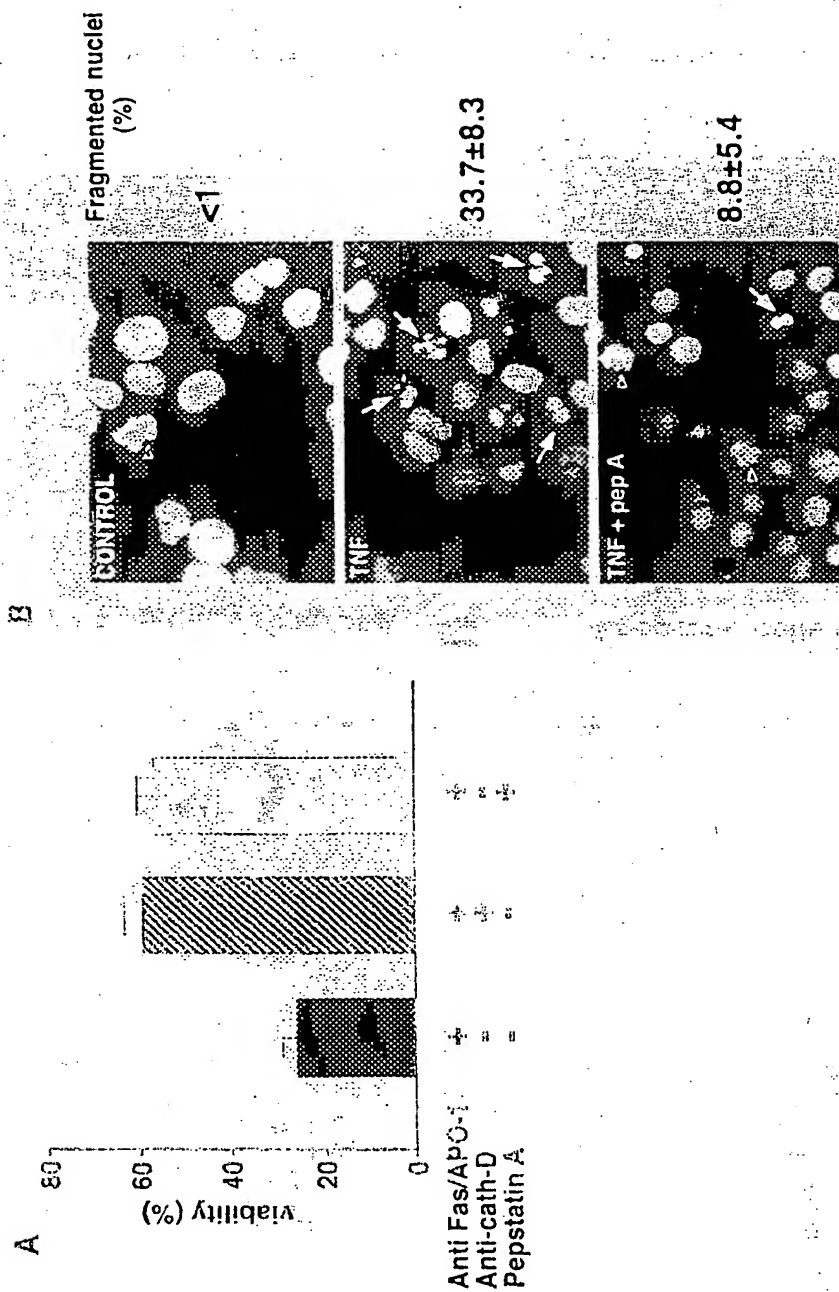 A
80
60
40
20
0
viability (%)
Anti Fas/APO-1
Anti-cath-D
Pepstatin A
+ + +
- + -
- - +
B
Fragmented nuclei
(%)
CONTROL
<1
TNF
33.7±8.3
TNF + pep A
8.8±5.4